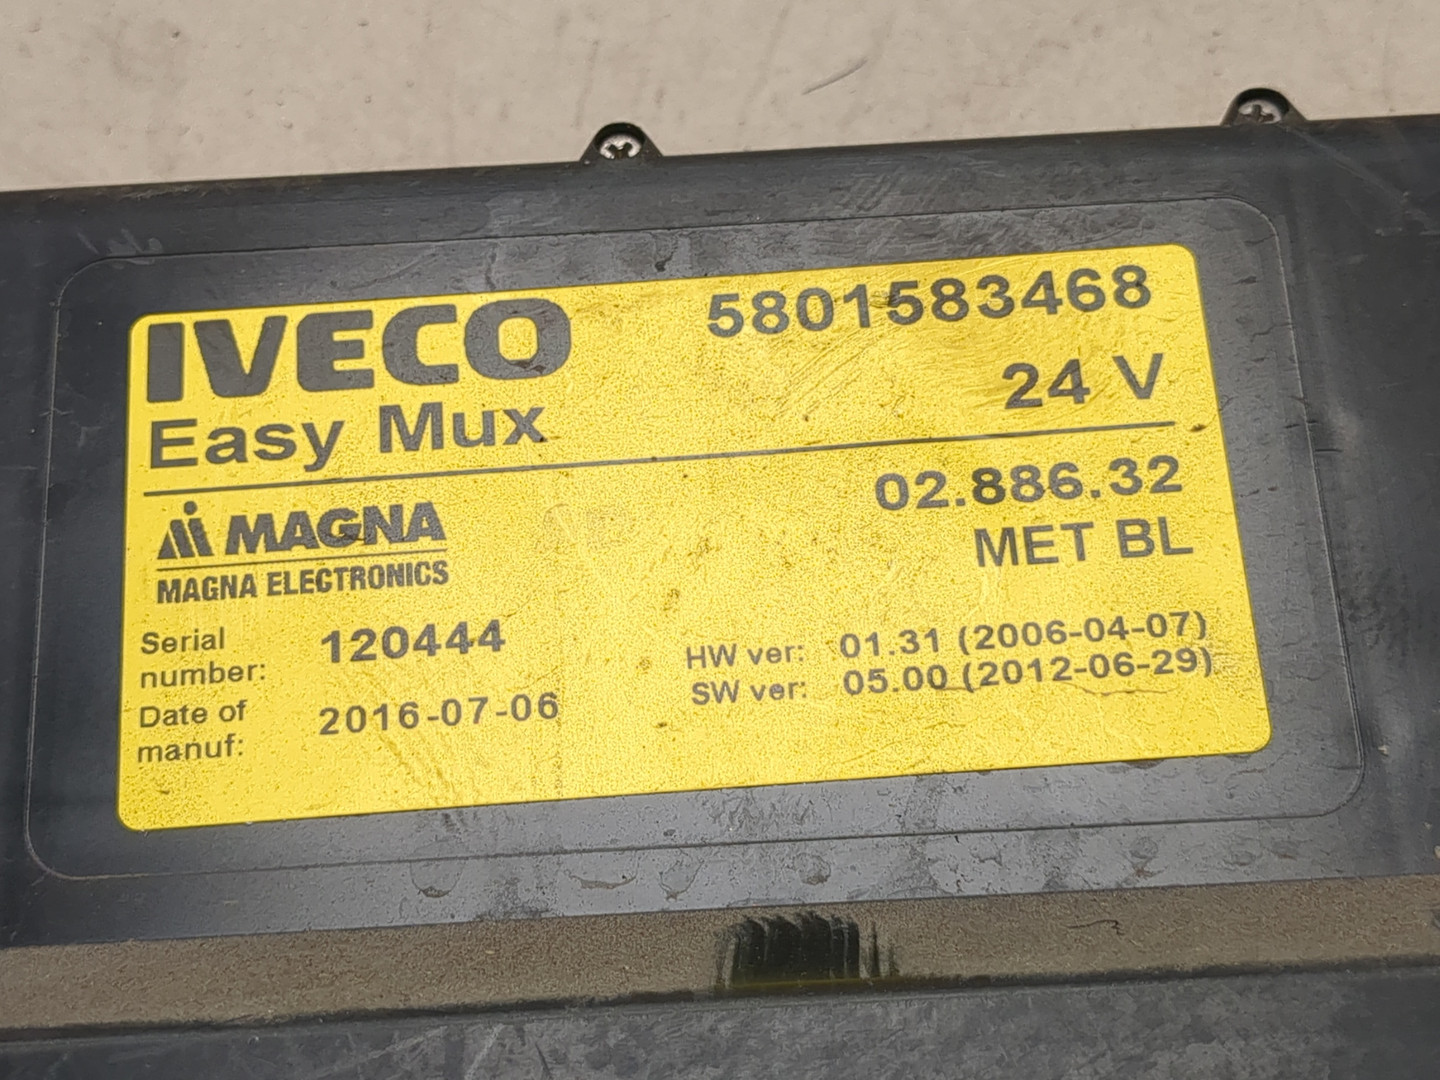 IVECO 5801583468
Easy Mux 24 V
MAGNA 02.886.32
MAGNA ELECTRONICS MET BL
Serial
number: 120444
Date of
manuf: 2016-07-06
HW ver: 01.31 (2006-04-07)
SW ver: 05.00 (2012-06-29)